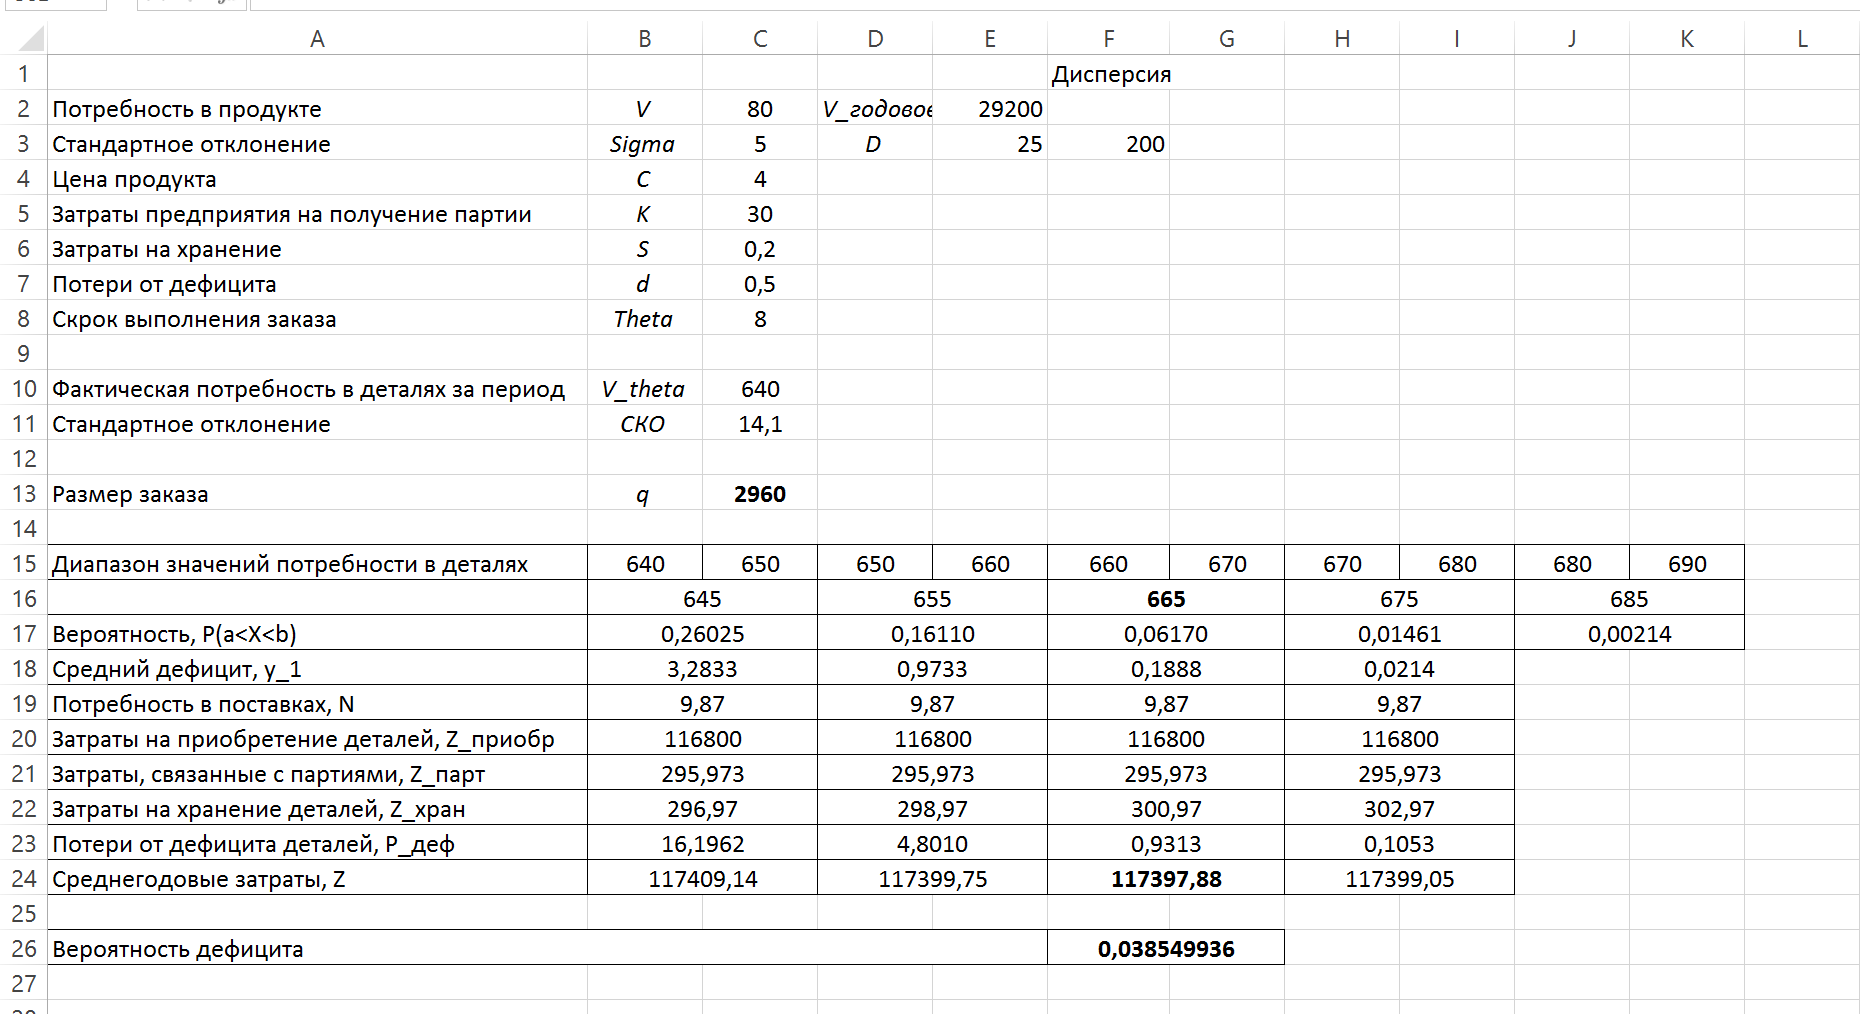 A B C D E F G H I J K L
1 Дисперсия
2 Потребность в продукте V 80 V_годовое 29200
3 Стандартное отклонение Sigma 5 D 25 200
4 Цена продукта C 4
5 Затраты предприятия на получение партии K 30
6 Затраты на хранение S 0,2
7 Потери от дефицита d 0,5
8 Скрок выполнения заказа Theta 8
9
10 Фактическая потребность в деталях за период V_theta 640
11 Стандартное отклонение СКО 14,1
12
13 Размер заказа q 2960
14
15 Диапазон значений потребности в деталях 640 650 650 660 660 670 670 680 680 690
16 645 655 665 675 685
17 Вероятность, P(a<X<b) 0,26025 0,16110 0,06170 0,01461 0,00214
18 Средний дефицит, y_1 3,2833 0,9733 0,1888 0,0214
19 Потребность в поставках, N 9,87 9,87 9,87 9,87
20 Затраты на приобретение деталей, Z_приобр 116800 116800 116800 116800
21 Затраты, связанные с партиями, Z_парт 295,973 295,973 295,973 295,973
22 Затраты на хранение деталей, Z_хран 296,97 298,97 300,97 302,97
23 Потери от дефицита деталей, P_деф 16,1962 4,8010 0,9313 0,1053
24 Среднегодовые затраты, Z 117409,14 117399,75 117397,88 117399,05
25
26 Вероятность дефицита 0,038549936
27